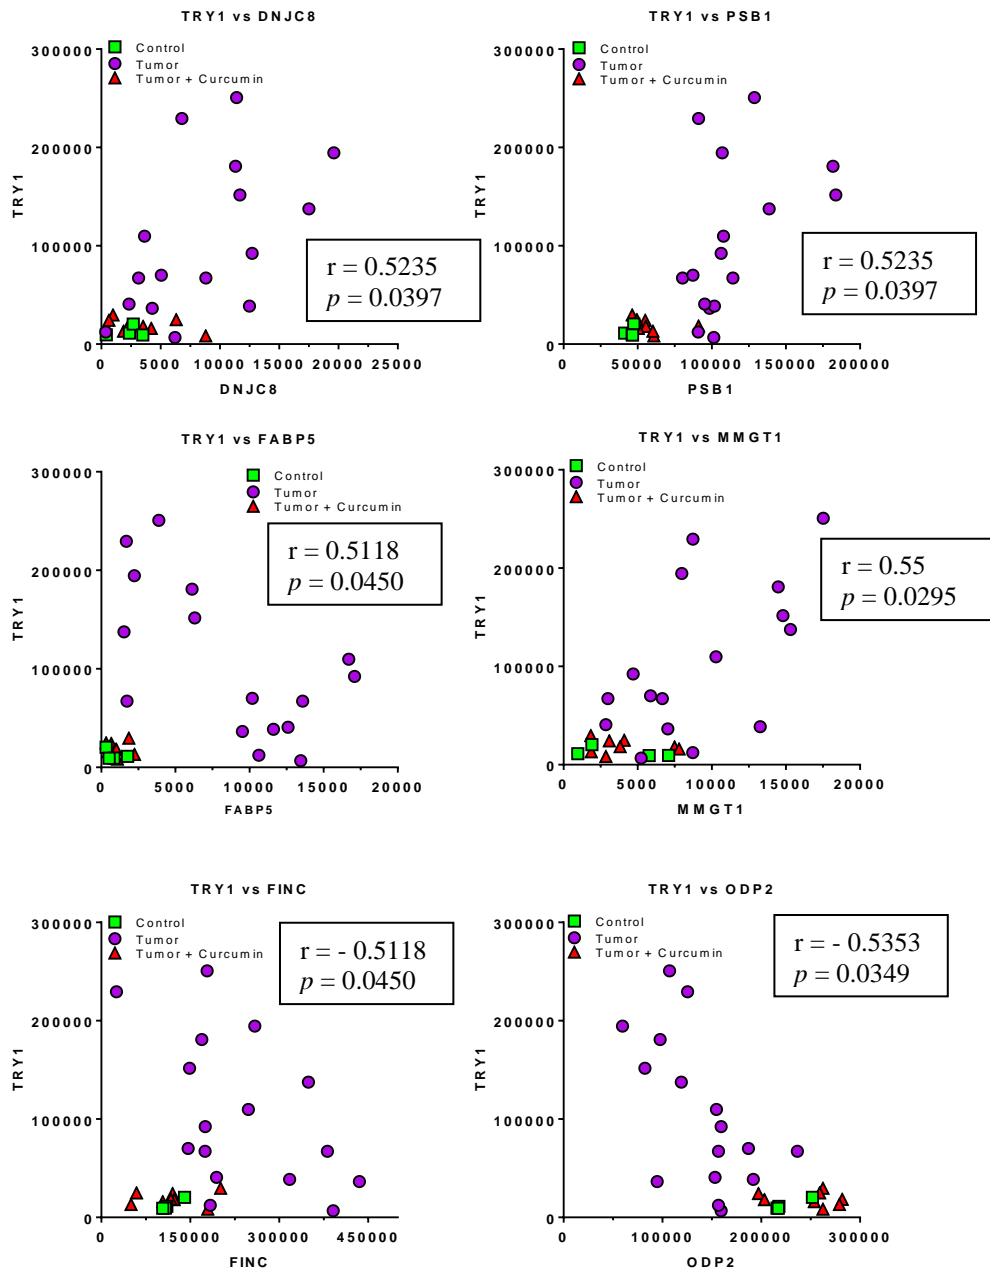 TRY1 vs DNJC8
Control
Tumor
Tumor + Curcumin
300000
200000
100000
0
TRY1
r = 0.5235
p = 0.0397
0 5000 10000 15000 20000 25000
DNJC8
TRY1 vs PSB1
Control
Tumor
Tumor + Curcumin
300000
200000
100000
0
TRY1
r = 0.5235
p = 0.0397
0 50000 100000 150000 200000
PSB1
TRY1 vs FABP5
Control
Tumor
Tumor + Curcumin
300000
200000
100000
0
TRY1
r = 0.5118
p = 0.0450
0 5000 10000 15000 20000
FABP5
TRY1 vs MMGT1
Control
Tumor
Tumor + Curcumin
300000
200000
100000
0
TRY1
r = 0.55
p = 0.0295
0 5000 10000 15000 20000
MMGT1
TRY1 vs FINC
Control
Tumor
Tumor + Curcumin
300000
200000
100000
0
TRY1
r = - 0.5118
p = 0.0450
0 150000 300000 450000
FINC
TRY1 vs ODP2
Control
Tumor
Tumor + Curcumin
300000
200000
100000
0
TRY1
r = - 0.5353
p = 0.0349
0 100000 200000 300000
ODP2